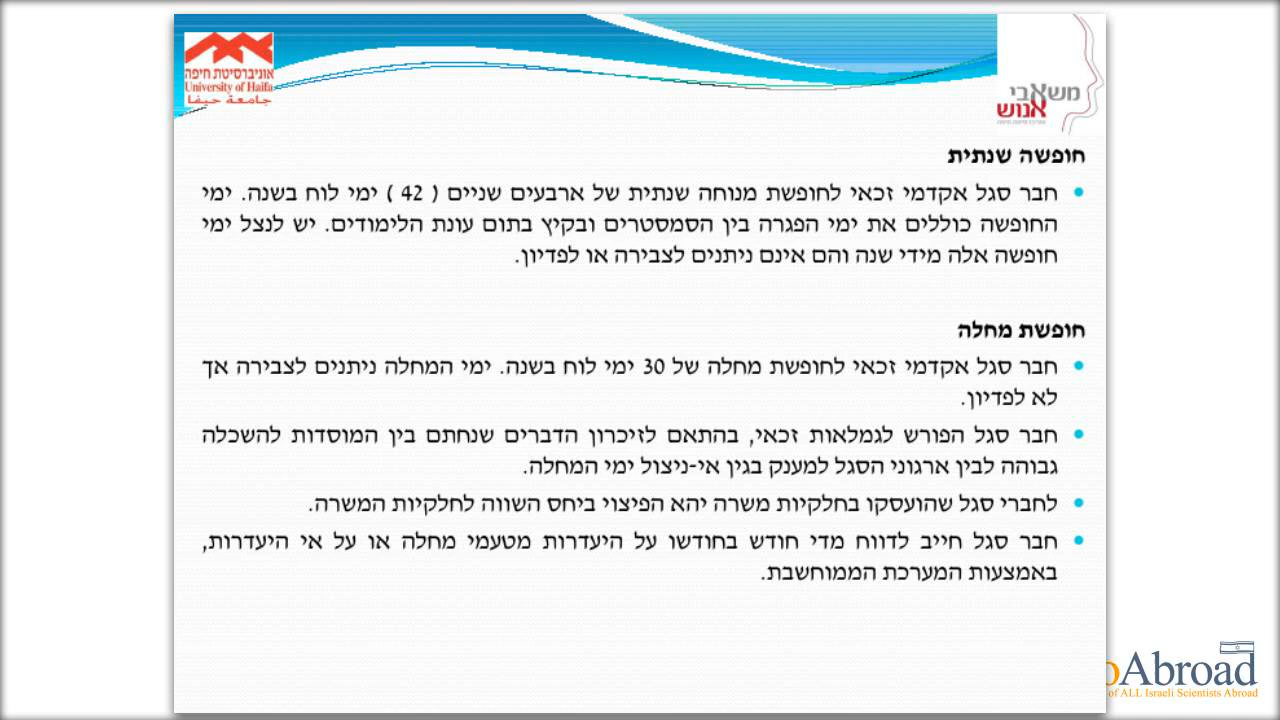 אוניברסיטת חיפה
University of Haifa
جامعة حيفا
משאבי
אנוש
חופשה שנתית
חבר סגל אקדמי זכאי לחופשת מנוחה שנתית של ארבעים שניים ( 42 ) ימי לוח בשנה. ימי
החופשה כוללים את ימי הפגרה בין הסמסטרים ובקיץ בתום עונת הלימודים. יש לנצל ימי
חופשה אלה מידי שנה והם אינם ניתנים לצבירה או לפדיון.
חופשת מחלה
חבר סגל אקדמי זכאי לחופשת מחלה של 30 ימי לוח בשנה. ימי המחלה ניתנים לצבירה אך
לא לפדיון.
חבר סגל הפורש לגמלאות זכאי, בהתאם לזיכרון הדברים שנחתם בין המוסדות להשכלה
גבוהה לבין ארגוני הסגל למענק בגין אי-ניצול ימי המחלה.
לחברי סגל שהועסקו בחלקיות משרה יהא הפיצוי ביחס השווה לחלקיות המשרה.
חבר סגל חייב לדווח מדי חודש בחודשו על היעדרות מטעמי מחלה או על אי היעדרות,
באמצעות המערכת הממוחשבת.
oAbroad
of ALL Israeli Scientists Abroad